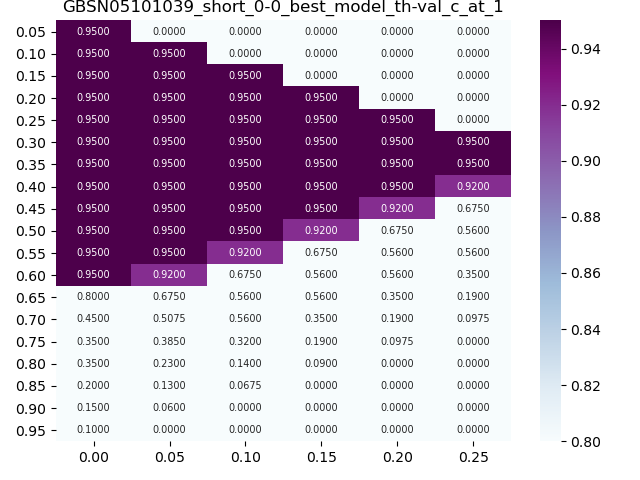 GBSN05101039_short_0-0_best_model_th-val_c_at_1
0.05 0.9500 0.0000 0.0000 0.0000 0.0000 0.0000
0.10 0.9500 0.9500 0.0000 0.0000 0.0000 0.0000
0.15 0.9500 0.9500 0.9500 0.0000 0.0000 0.0000
0.20 0.9500 0.9500 0.9500 0.9500 0.0000 0.0000
0.25 0.9500 0.9500 0.9500 0.9500 0.9500 0.0000
0.30 0.9500 0.9500 0.9500 0.9500 0.9500 0.9500
0.35 0.9500 0.9500 0.9500 0.9500 0.9500 0.9500
0.40 0.9500 0.9500 0.9500 0.9500 0.9500 0.9200
0.45 0.9500 0.9500 0.9500 0.9500 0.9200 0.6750
0.50 0.9500 0.9500 0.9500 0.9200 0.6750 0.5600
0.55 0.9500 0.9500 0.9200 0.6750 0.5600 0.5600
0.60 0.9500 0.9200 0.6750 0.5600 0.5600 0.3500
0.65 0.8000 0.6750 0.5600 0.5600 0.3500 0.1900
0.70 0.4500 0.5075 0.5600 0.3500 0.1900 0.0975
0.75 0.3500 0.3850 0.3200 0.1900 0.0975 0.0000
0.80 0.3500 0.2300 0.1400 0.0900 0.0000 0.0000
0.85 0.2000 0.1300 0.0675 0.0000 0.0000 0.0000
0.90 0.1500 0.0600 0.0000 0.0000 0.0000 0.0000
0.95 0.1000 0.0000 0.0000 0.0000 0.0000 0.0000
0.00 0.05 0.10 0.15 0.20 0.25
0.94
0.92
0.90
0.88
0.86
0.84
0.82
0.80